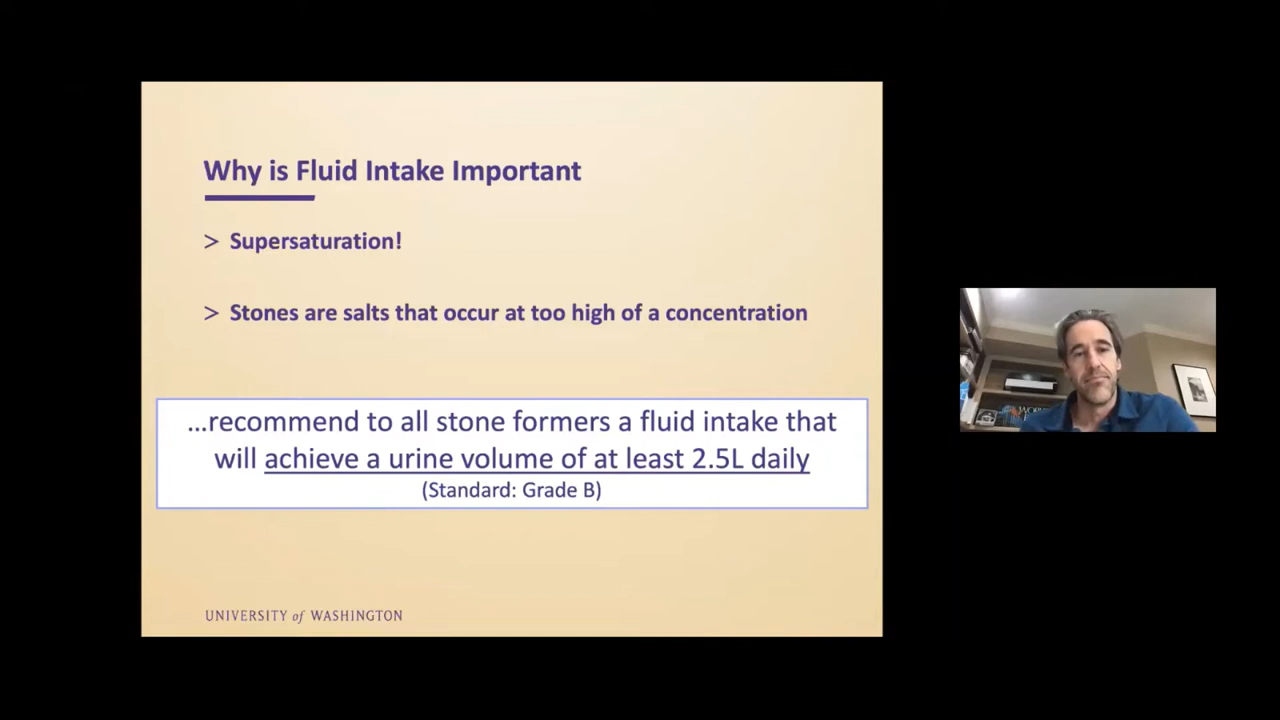 Why is Fluid Intake Important
> Supersaturation!
> Stones are salts that occur at too high of a concentration
...recommend to all stone formers a fluid intake that
will achieve a urine volume of at least 2.5L daily
(Standard: Grade B)
UNIVERSITY of WASHINGTON